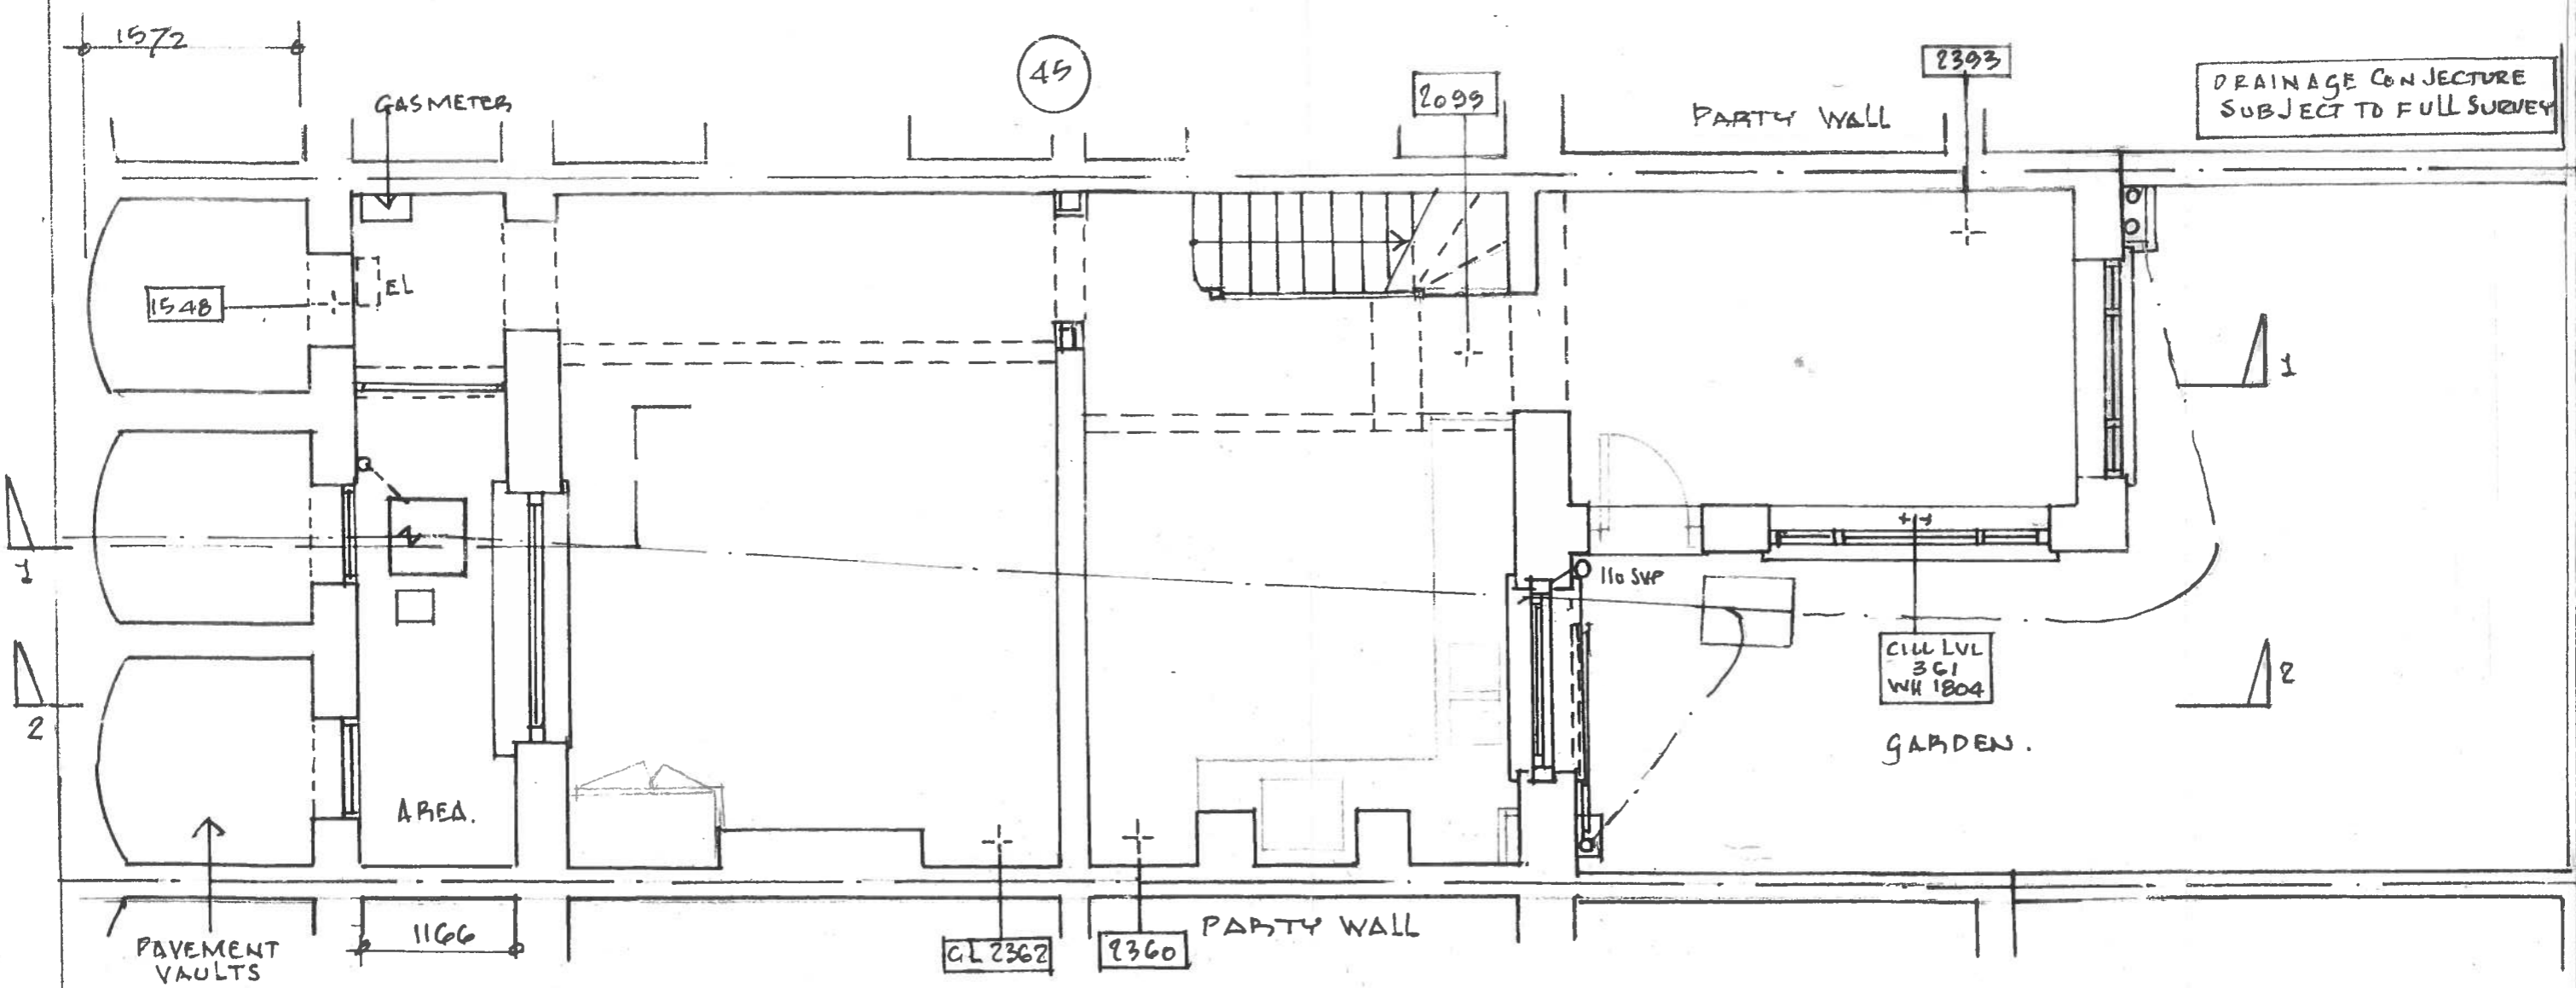 1572
45
2393
DRAINAGE CONJECTURE
SUBJECT TO FULL SURVEY
GASMETER
2099
PARTY WALL
EL
1548
1
1
110 SVP
CILL LVL
361
WH 1804
2
2
GARDEN.
AREA.
PAVEMENT
VAULTS
1166
GL 2362
2360
PARTY WALL